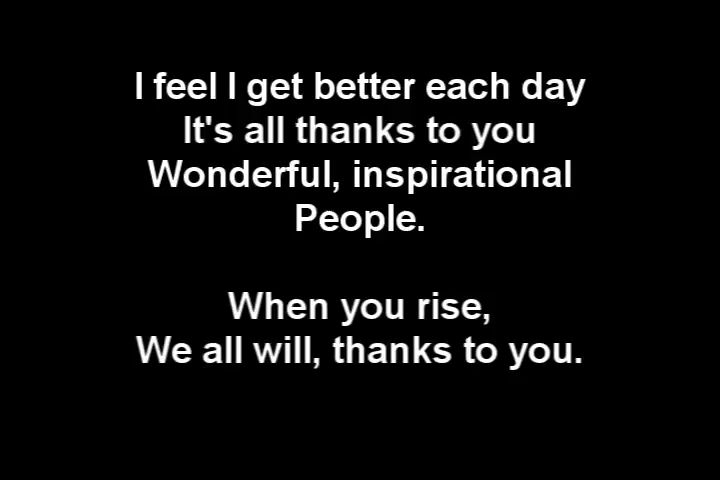 I feel I get better each day
It's all thanks to you
Wonderful, inspirational
People.
When you rise,
We all will, thanks to you.